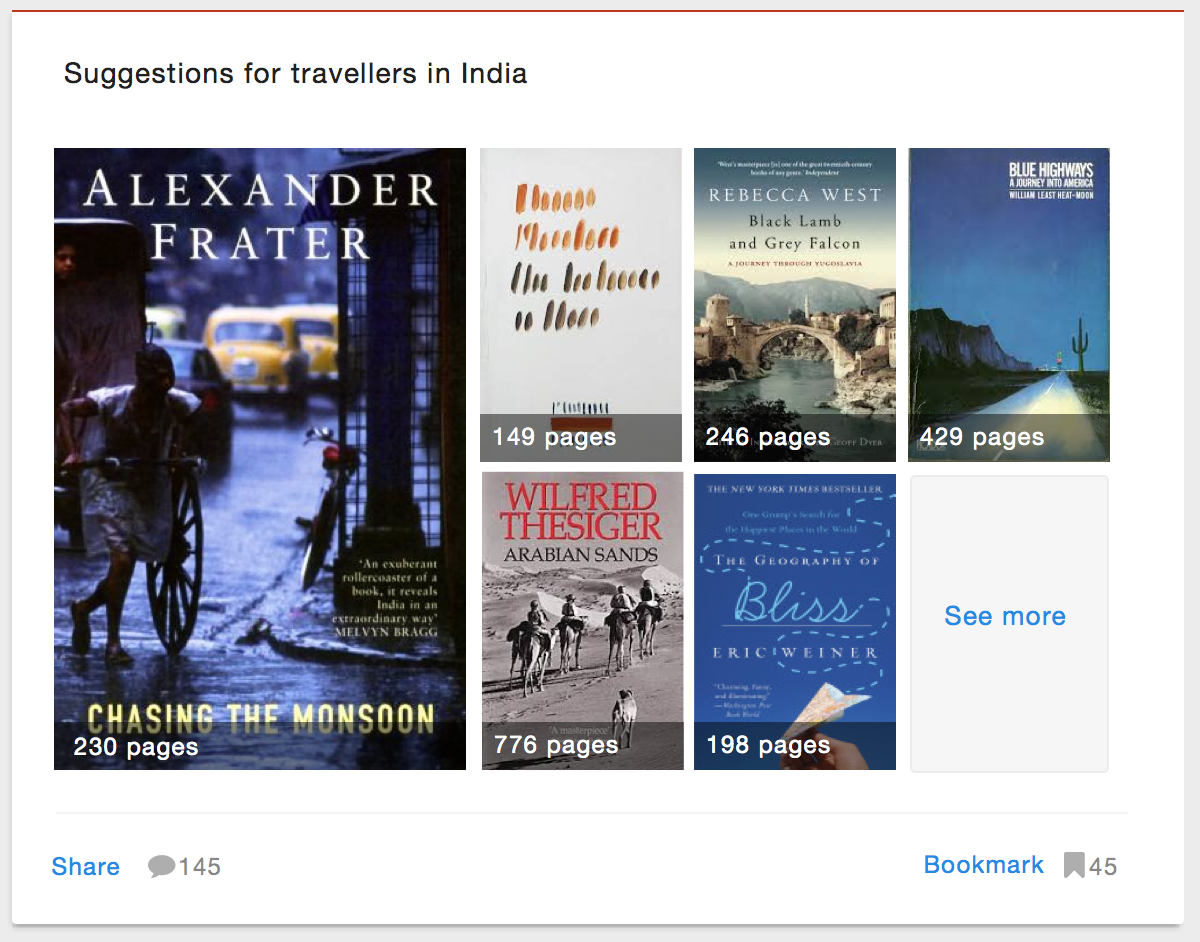 Suggestions for travellers in India
ALEXANDER
FRATER
'An exuberant
rollercoaster of a
book, it reveals
India in an
extraordinary way'
MELVYN BRAGG
CHASING THE MONSOON
230 pages
149 pages
'West's masterpiece [is] one of the great twentieth-century
books of any genre.' Independent
REBECCA WEST
Black Lamb
and Grey Falcon
A JOURNEY THROUGH YUGOSLAVIA
GEOFF DYER
246 pages
BLUE HIGHWAYS
A JOURNEY INTO AMERICA
WILLIAM LEAST HEAT-MOON
429 pages
WILFRED
THESIGER
ARABIAN SANDS
'A masterpiece'
776 pages
THE NEW YORK TIMES BESTSELLER
One Grump's Search for
the Happiest Places in the World
THE GEOGRAPHY OF
Bliss
ERIC WEINER
"Charming, funny,
and illuminating."
—Washington Post
Book World
198 pages
See more
Share
145
Bookmark
45